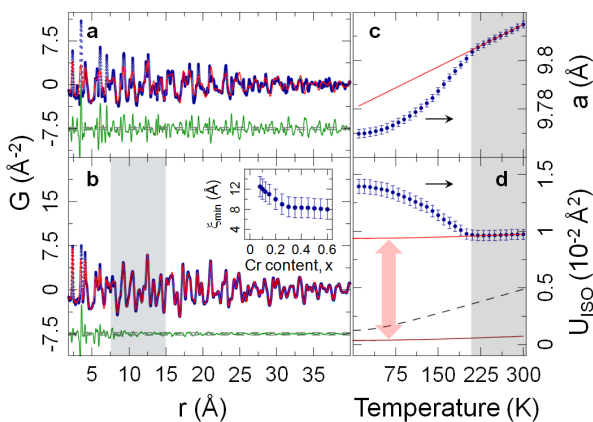 a
7.5
0
-7.5
G (Å-2)
b
15
7.5
0
-7.5
ξmin (Å)
12
8
4
0
0.2
0.4
0.6
Cr content, x
5
10
15
20
25
30
35
r (Å)
c
9.8
9.78
a (Å)
d
1.5
1
0.5
0
UISO (10-2 Å2)
75
150
225
300
Temperature (K)